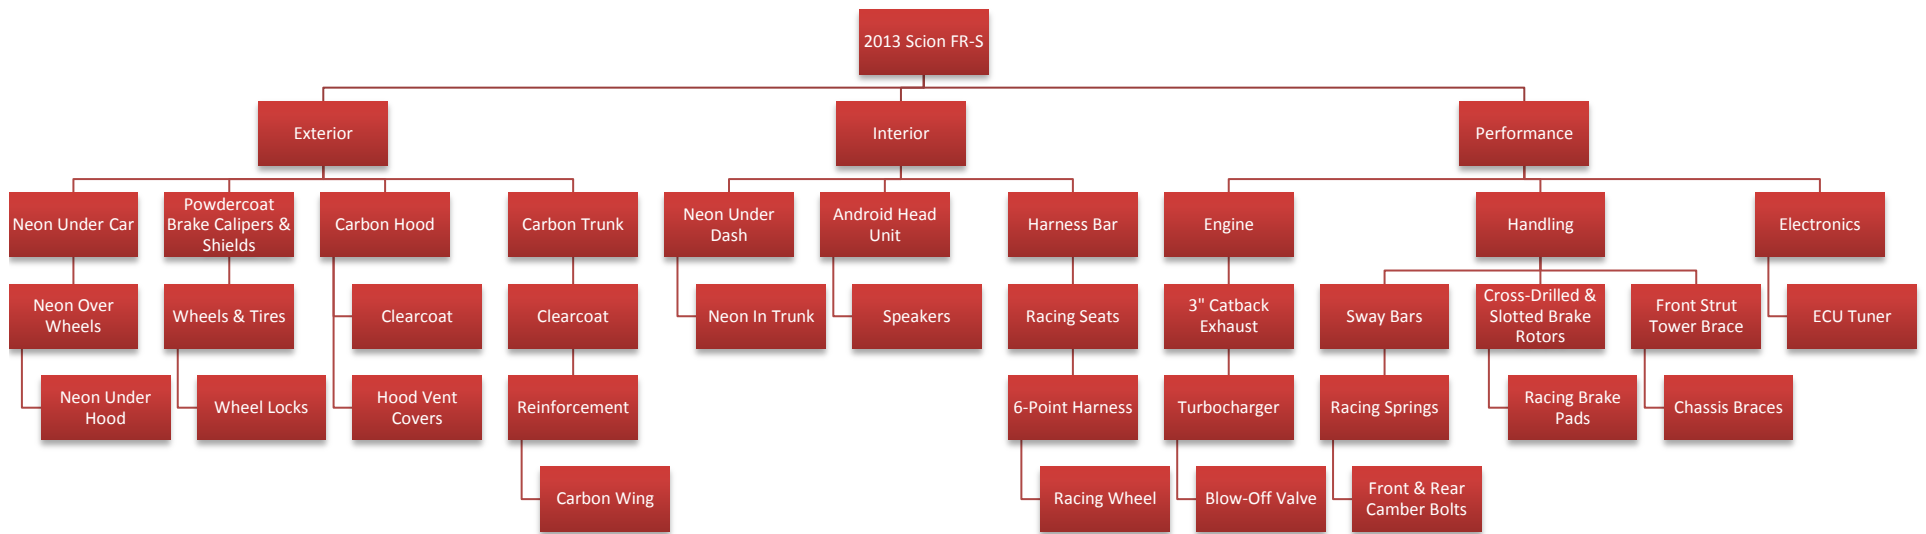 2013 Scion FR-S
Exterior
Interior
Performance
Neon Under Car
Powdercoat
Brake Calipers &
Shields
Carbon Hood
Carbon Trunk
Neon Under
Dash
Android Head
Unit
Harness Bar
Engine
Handling
Electronics
Neon Over
Wheels
Wheels & Tires
Clearcoat
Clearcoat
Neon In Trunk
Speakers
Racing Seats
3" Catback
Exhaust
Sway Bars
Cross-Drilled &
Slotted Brake
Rotors
Front Strut
Tower Brace
ECU Tuner
Neon Under
Hood
Wheel Locks
Hood Vent
Covers
Reinforcement
6-Point Harness
Turbocharger
Racing Springs
Racing Brake
Pads
Chassis Braces
Carbon Wing
Racing Wheel
Blow-Off Valve
Front & Rear
Camber Bolts